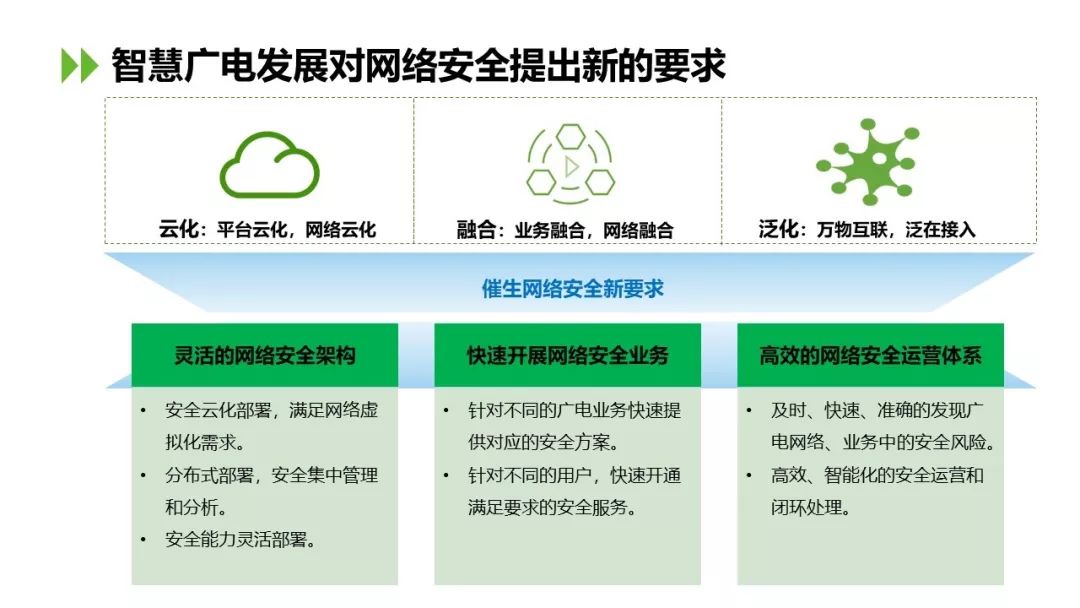 智慧广电发展对网络安全提出新的要求
云化：平台云化，网络云化
融合：业务融合，网络融合
泛化：万物互联，泛在接入
催生网络安全新要求
灵活的网络安全架构
• 安全云化部署，满足网络虚
拟化需求。
• 分布式部署，安全集中管理
和分析。
• 安全能力灵活部署。
快速开展网络安全业务
• 针对不同的广电业务快速提
供对应的安全方案。
• 针对不同的用户，快速开通
满足要求的安全服务。
高效的网络安全运营体系
• 及时、快速、准确的发现广
电网络、业务中的安全风险。
• 高效、智能化的安全运营和
闭环处理。